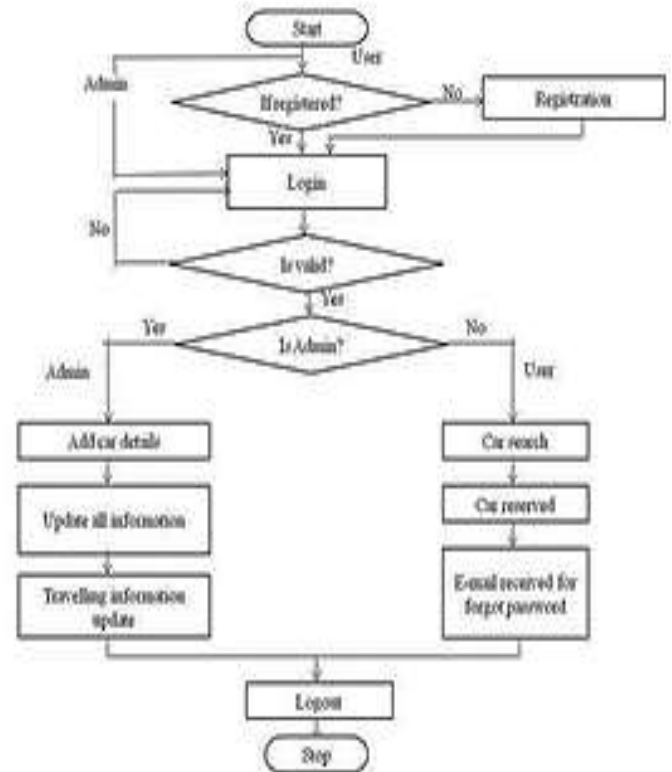 Start
User
Admin
If registered?
No
Registration
Yes
Login
No
Is valid?
Yes
Yes
Is Admin?
No
Admin
User
Add car details
Car search
Update all information
Car reserved
Travelling information
update
E-mail received for
forgot password
Logout
Stop